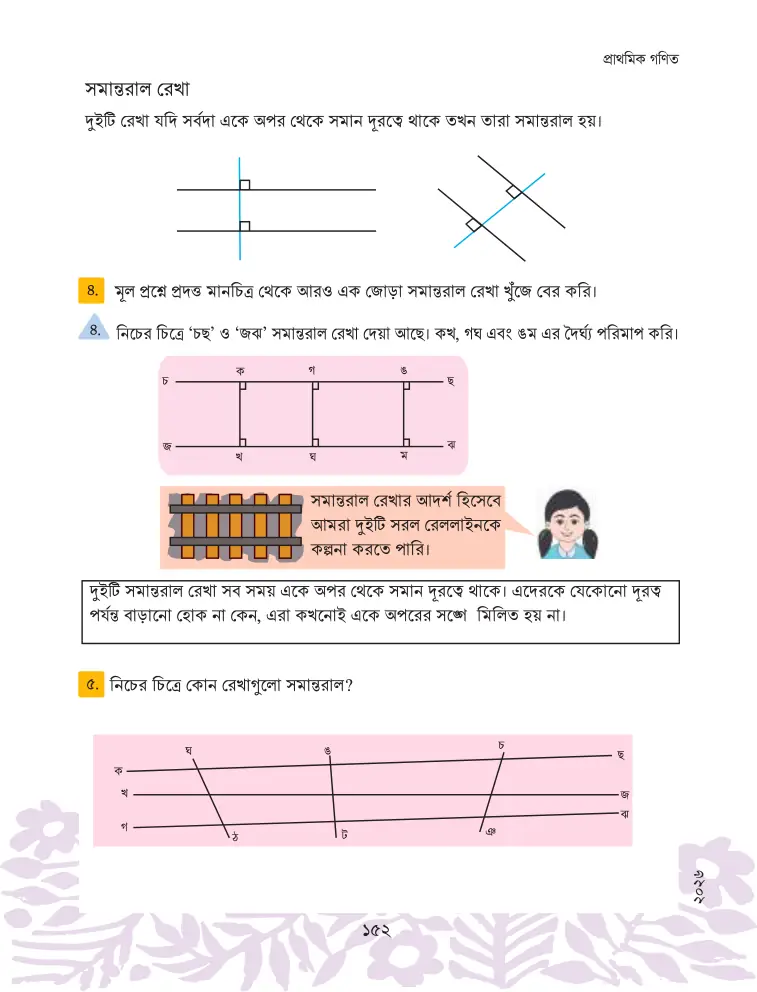 প্রাথমিক গণিত
সমান্তরাল রেখা
দুইটি রেখা যদি সর্বদা একে অপর থেকে সমান দূরত্বে থাকে তখন তারা সমান্তরাল হয়।
৪. মূল প্রশ্নে প্রদত্ত মানচিত্র থেকে আরও এক জোড়া সমান্তরাল রেখা খুঁজে বের করি।
৪. নিচের চিত্রে ‘চছ’ ও ‘জঝ’ সমান্তরাল রেখা দেয়া আছে। কখ, গঘ এবং ঙম এর দৈর্ঘ্য পরিমাপ করি।
ক গ ঙ
চ ছ
জ ঝ
খ ঘ ম
সমান্তরাল রেখার আদর্শ হিসেবে
আমরা দুইটি সরল রেললাইনকে
কল্পনা করতে পারি।
দুইটি সমান্তরাল রেখা সব সময় একে অপর থেকে সমান দূরত্বে থাকে। এদেরকে যেকোনো দূরত্ব
পর্যন্ত বাড়ানো হোক না কেন, এরা কখনোই একে অপরের সঙ্গে মিলিত হয় না।
৫. নিচের চিত্রে কোন রেখাগুলো সমান্তরাল?
ঘ ঙ চ
ক ছ
খ জ
গ ঝ
ঠ ট ঞ
২০২৬
১৫২